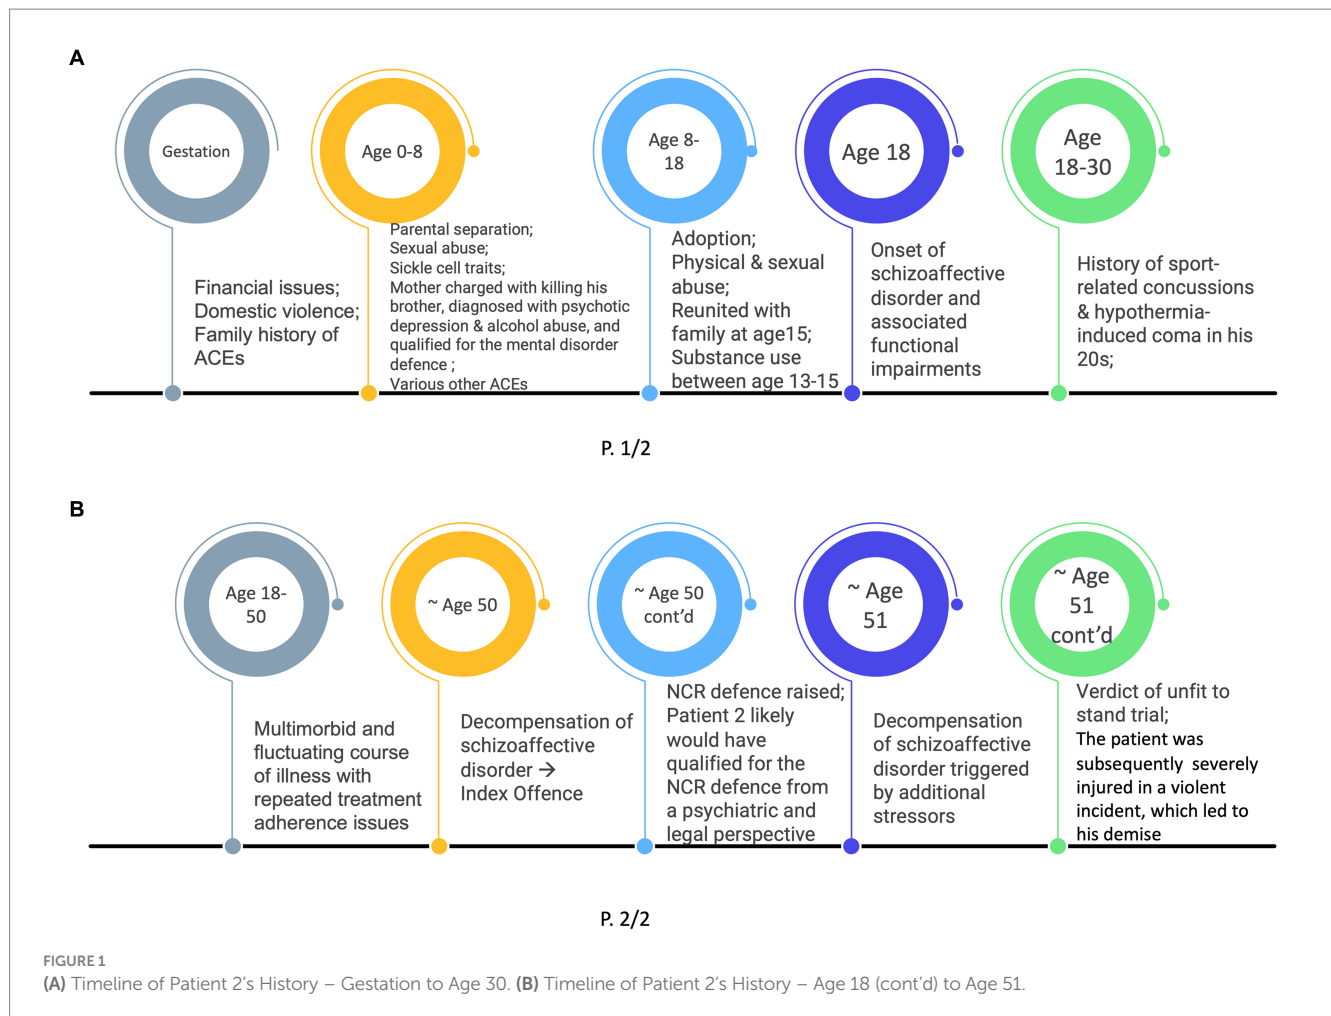 A
Gestation
Financial issues;
Domestic violence;
Family history of
ACEs
Age 0-8
Parental separation;
Sexual abuse;
Sickle cell traits;
Mother charged with killing his
brother, diagnosed with psychotic
depression & alcohol abuse, and
qualified for the mental disorder
defence ;
Various other ACEs
Age 8-
18
Adoption;
Physical & sexual
abuse;
Reunited with
family at age15;
Substance use
between age 13-15
Age 18
Onset of
schizoaffective
disorder and
associated
functional
impairments
Age
18-30
History of sport-
related concussions
& hypothermia-
induced coma in his
20s;
P. 1/2
B
Age 18-
50
Multimorbid and
fluctuating course
of illness with
repeated treatment
adherence issues
~ Age 50
Decompensation of
schizoaffective
disorder →
Index Offence
~ Age 50
cont'd
NCR defence raised;
Patient 2 likely
would have
qualified for the
NCR defence from
a psychiatric and
legal perspective
~ Age
51
Decompensation
of schizoaffective
disorder triggered
by additional
stressors
~ Age
51
cont'd
Verdict of unfit to
stand trial;
The patient was
subsequently severely
injured in a violent
incident, which led to
his demise
P. 2/2
FIGURE 1
(A) Timeline of Patient 2's History – Gestation to Age 30. (B) Timeline of Patient 2's History – Age 18 (cont'd) to Age 51.